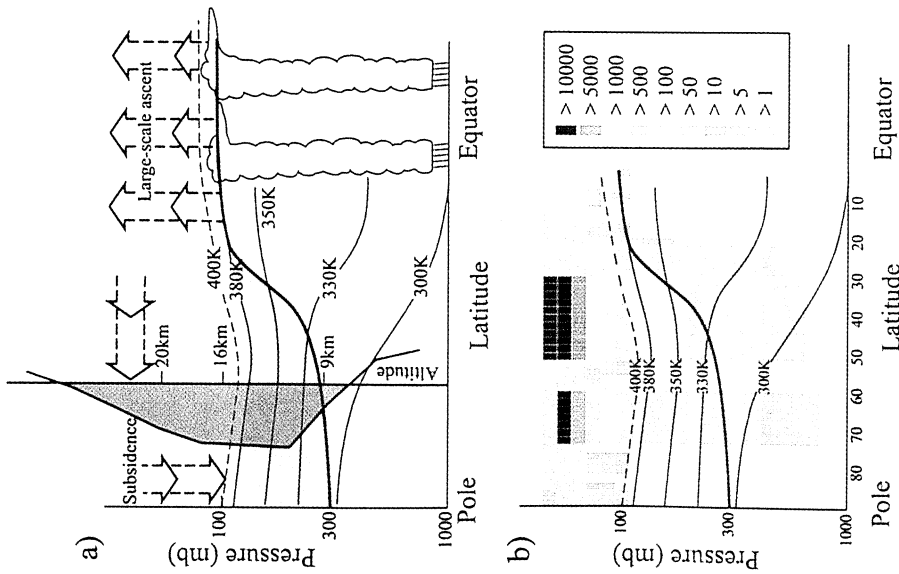 a)
Large-scale ascent
Subsidence
20km
16km
9km
Altitude
400K
380K
350K
330K
300K
100
300
1000
Pressure (mb)
Pole
Latitude
Equator
b)
> 10000
> 5000
> 1000
> 500
> 100
> 50
> 10
> 5
> 1
400K
380K
350K
330K
300K
100
300
1000
Pressure (mb)
80
70
60
50
40
30
20
10
Pole
Latitude
Equator